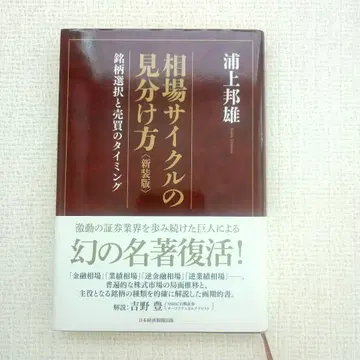 浦上邦雄
相場サイクルの
見分け方
〈新装版〉
銘柄選択と売買のタイミング
激動の証券業界を歩み続けた巨人による
幻の名著復活!
「金融相場」「業績相場」「逆金融相場」「逆業績相場」――。
普遍的な株式市場の局面推移と、
主役となる銘柄の種類を的確に解説した画期的書。
解説：吉野 豊
日本経済新聞出版